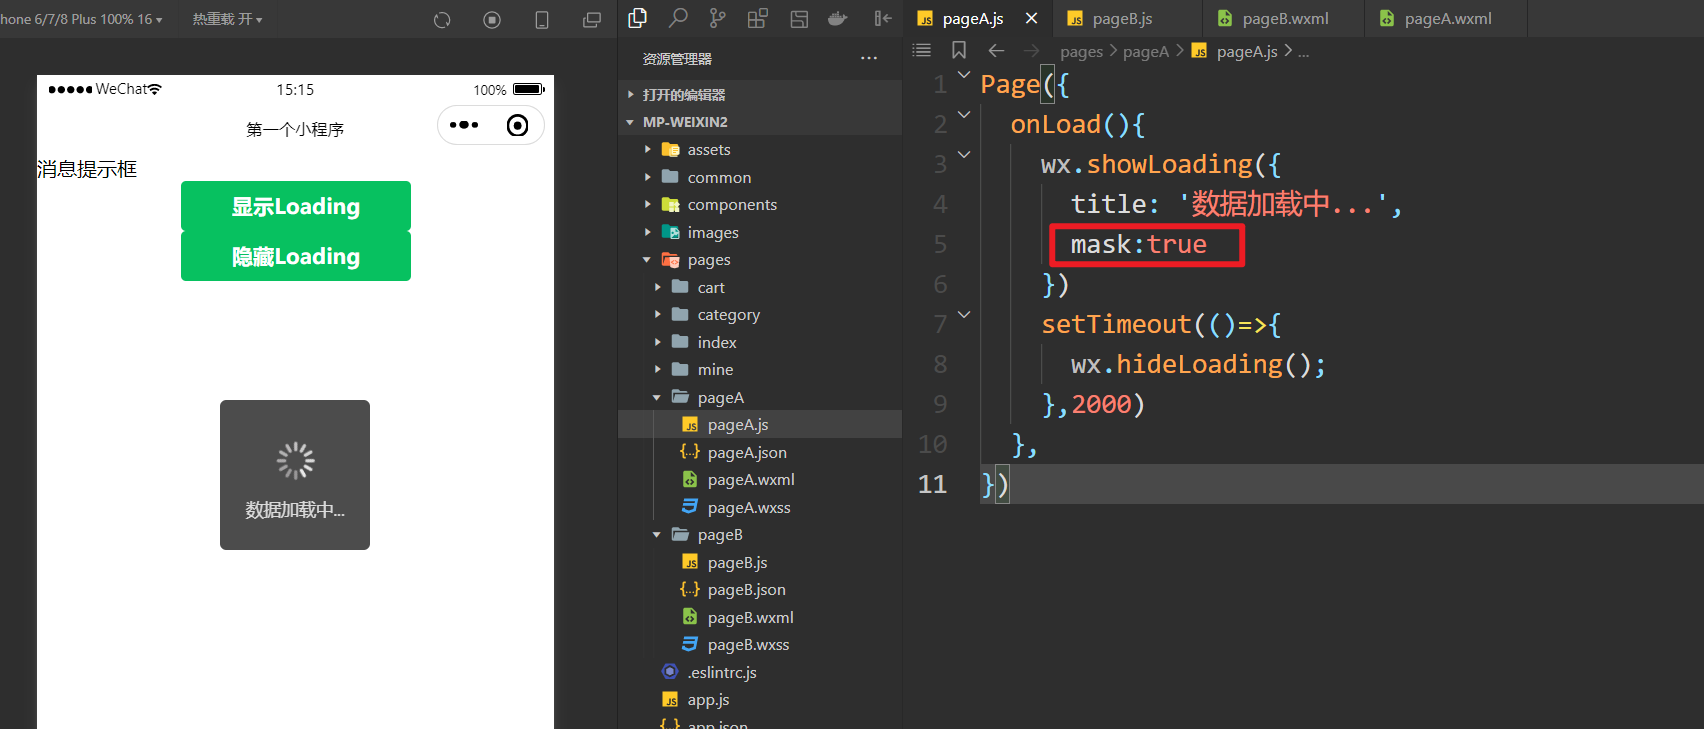 hone 6/7/8 Plus 100% 16
热重载 开
WeChat
15:15
100%
第一个小程序
消息提示框
显示Loading
隐藏Loading
数据加载中...
资源管理器
打开的编辑器
MP-WEIXIN2
assets
common
components
images
pages
cart
category
index
mine
pageA
pageA.js
pageA.json
pageA.wxml
pageA.wxss
pageB
pageB.js
pageB.json
pageB.wxml
pageB.wxss
.eslintrc.js
app.js
app.json
pageA.js
pageB.js
pageB.wxml
pageA.wxml
pages > pageA > JS pageA.js > ...
1 Page({
2 onLoad(){
3 wx.showLoading({
4 title: '数据加载中...',
5 mask:true
6 })
7 setTimeout(()=>{
8 wx.hideLoading();
9 },2000)
10 },
11 })